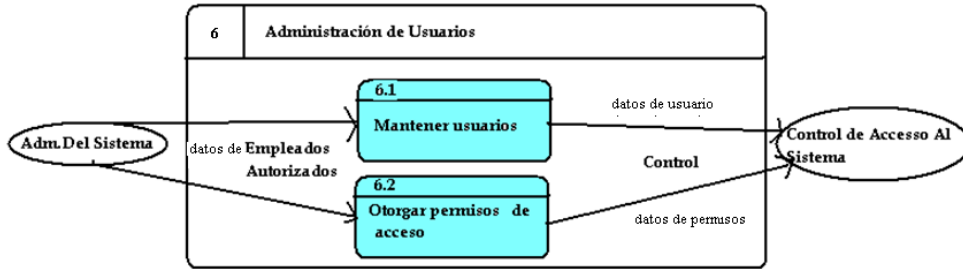 6 Administración de Usuarios
6.1
Mantener usuarios
datos de usuario
Adm.Del Sistema
datos de Empleados
Autorizados
Control de Accesso Al
Sistema
Control
6.2
Otorgar permisos de
acceso
datos de permisos